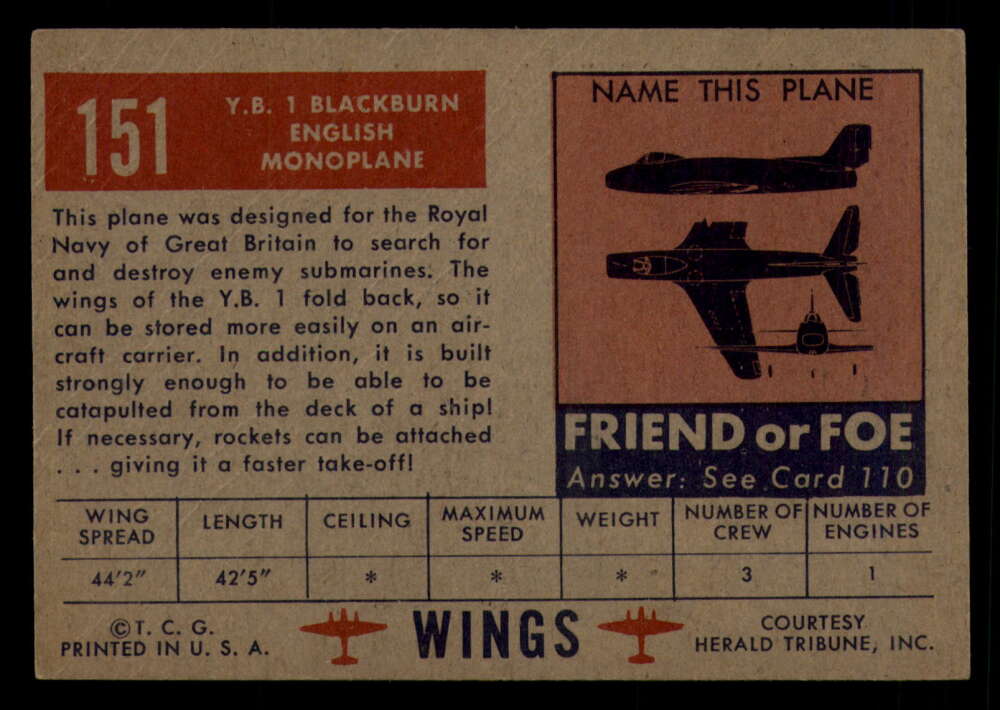 151
Y.B. 1 BLACKBURN
ENGLISH
MONOPLANE
This plane was designed for the Royal
Navy of Great Britain to search for
and destroy enemy submarines. The
wings of the Y.B. 1 fold back, so it
can be stored more easily on an air-
craft carrier. In addition, it is built
strongly enough to be able to be
catapulted from the deck of a ship!
If necessary, rockets can be attached
. . . giving it a faster take-off!
NAME THIS PLANE
FRIEND or FOE
Answer: See Card 110
WING SPREAD
LENGTH
CEILING
MAXIMUM SPEED
WEIGHT
NUMBER OF CREW
NUMBER OF ENGINES
44'2" 42'5" * * * 3 1
©T. C. G.
PRINTED IN U. S. A.
WINGS
COURTESY
HERALD TRIBUNE, INC.